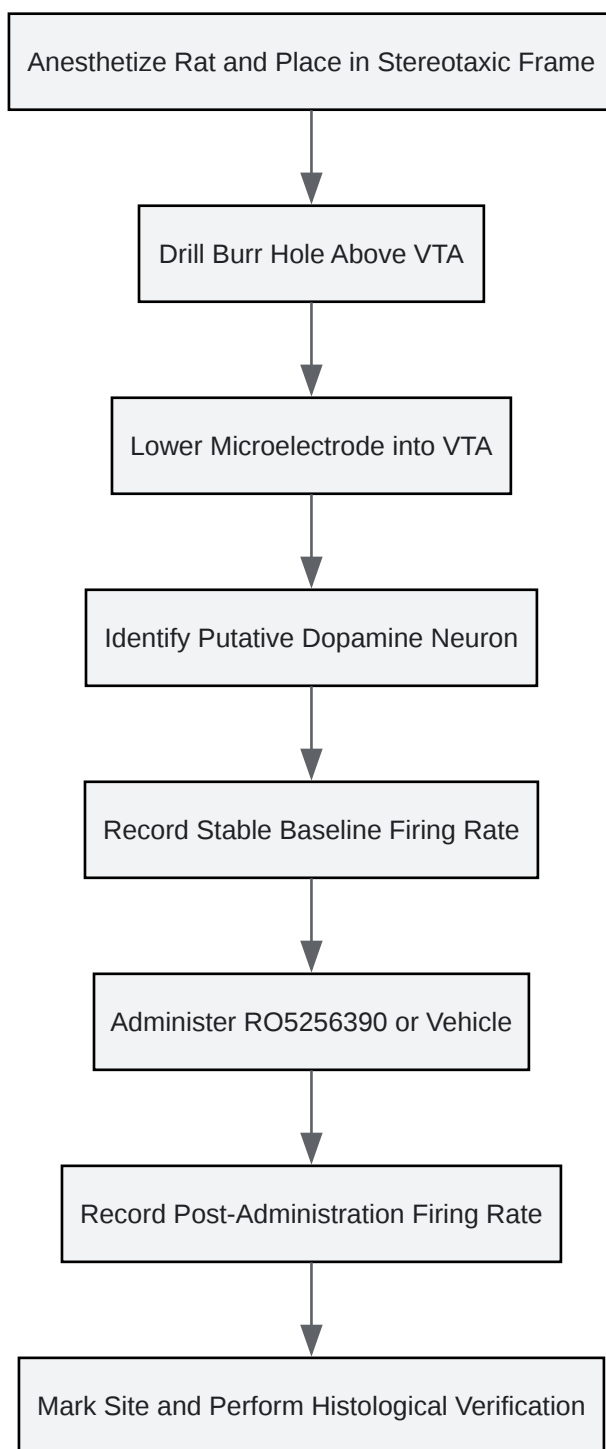 Anesthetize Rat and Place in Stereotaxic Frame
Drill Burr Hole Above VTA
Lower Microelectrode into VTA
Identify Putative Dopamine Neuron
Record Stable Baseline Firing Rate
Administer RO5256390 or Vehicle
Record Post-Administration Firing Rate
Mark Site and Perform Histological Verification